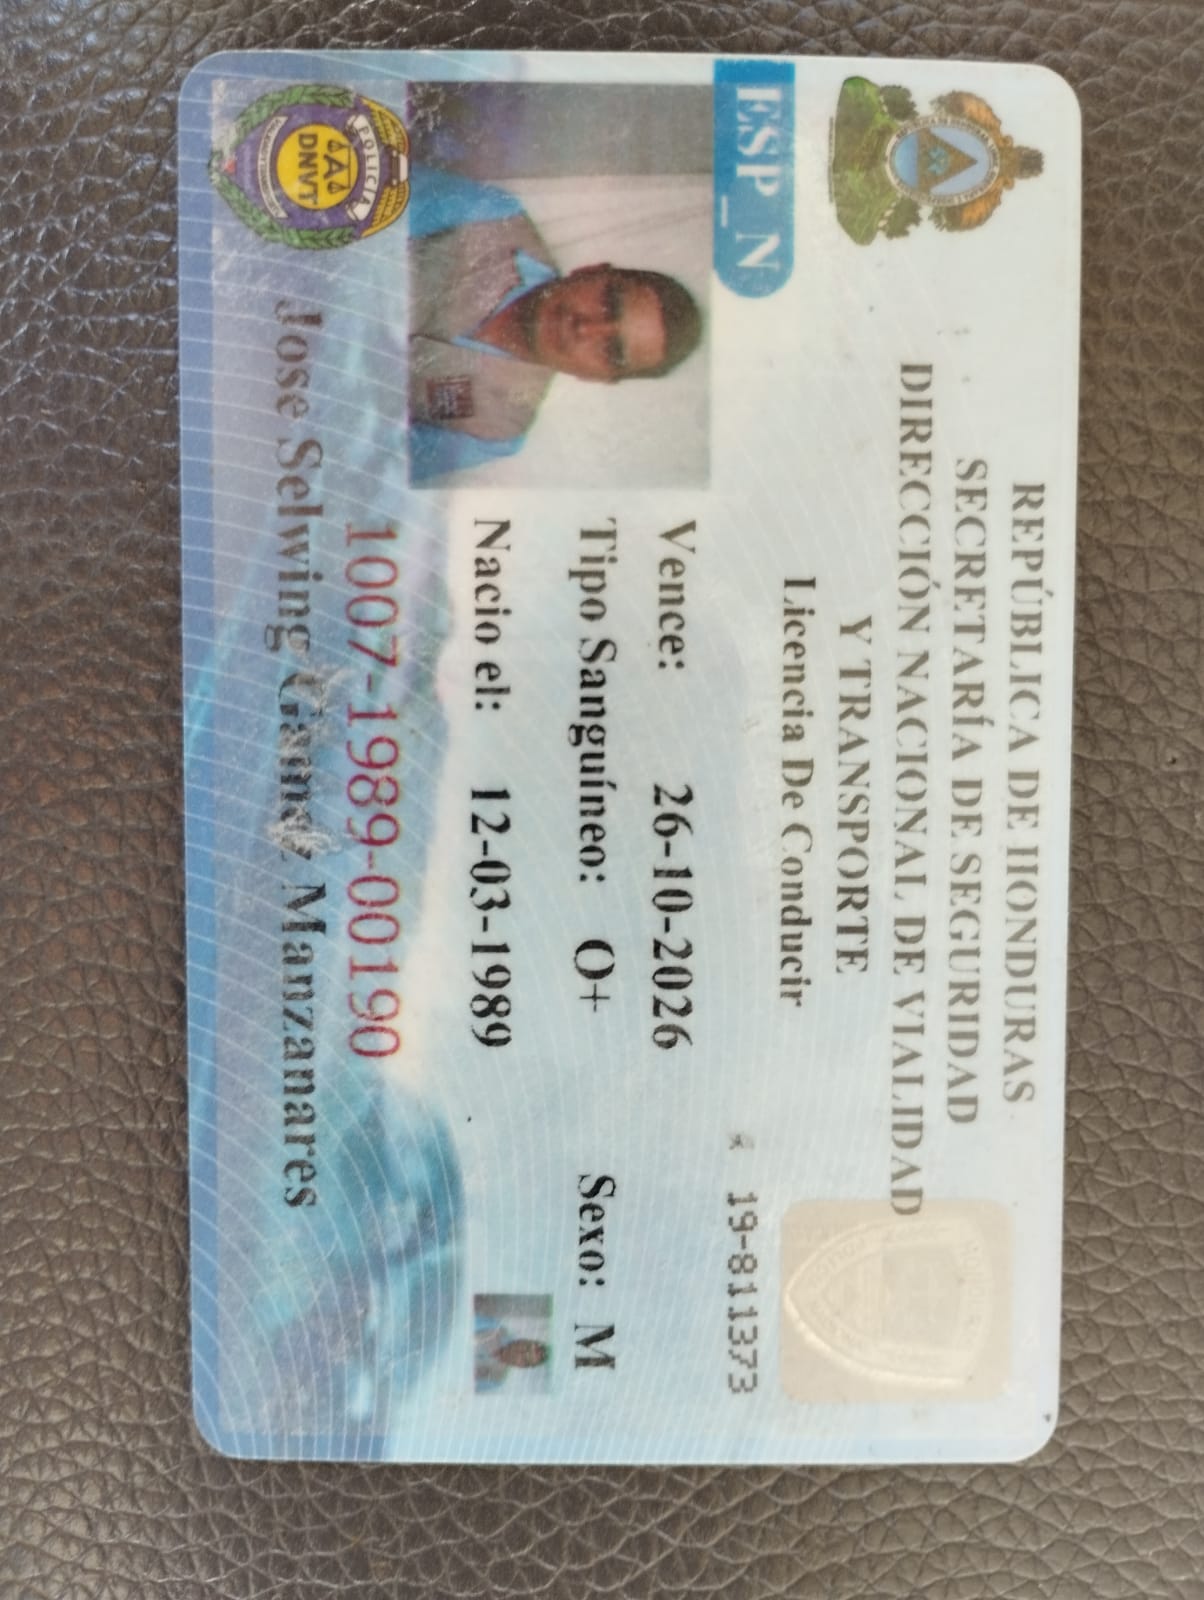 REPÚBLICA DE HONDURAS
SECRETARÍA DE SEGURIDAD
DIRECCIÓN NACIONAL DE VIALIDAD
Y TRANSPORTE
Licencia De Conducir
ESP_N
19-811373
Vence: 26-10-2026
Tipo Sanguíneo: O+ Sexo: M
Nacio el: 12-03-1989
1007-1989-00190
Jose Selwing Manzanares
POLICIA
DNVT